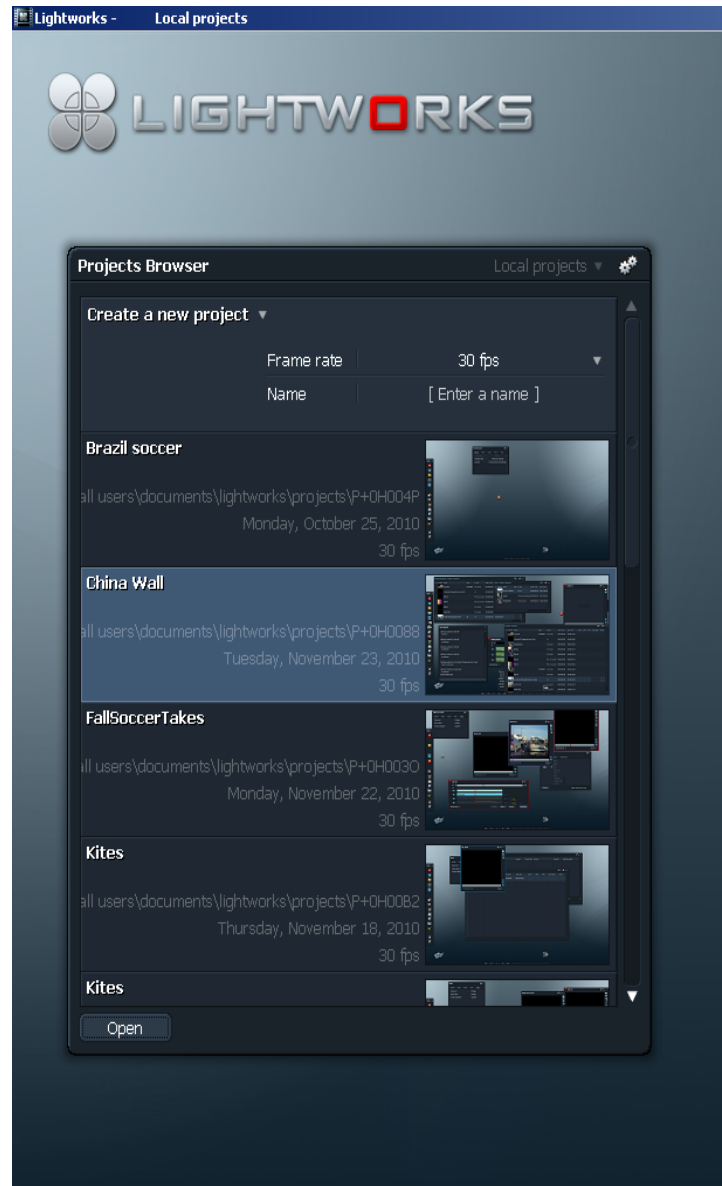 Lightworks - Local projects
LIGHTWORKS
Projects Browser Local projects
Create a new project
Frame rate 30 fps
Name [ Enter a name ]
Brazil soccer
all users\documents\lightworks\projects\P+0H004P
Monday, October 25, 2010
30 fps
China Wall
all users\documents\lightworks\projects\P+0H0088
Tuesday, November 23, 2010
30 fps
FallSoccerTakes
all users\documents\lightworks\projects\P+0H003O
Monday, November 22, 2010
30 fps
Kites
all users\documents\lightworks\projects\P+0H00B2
Thursday, November 18, 2010
30 fps
Kites
Open